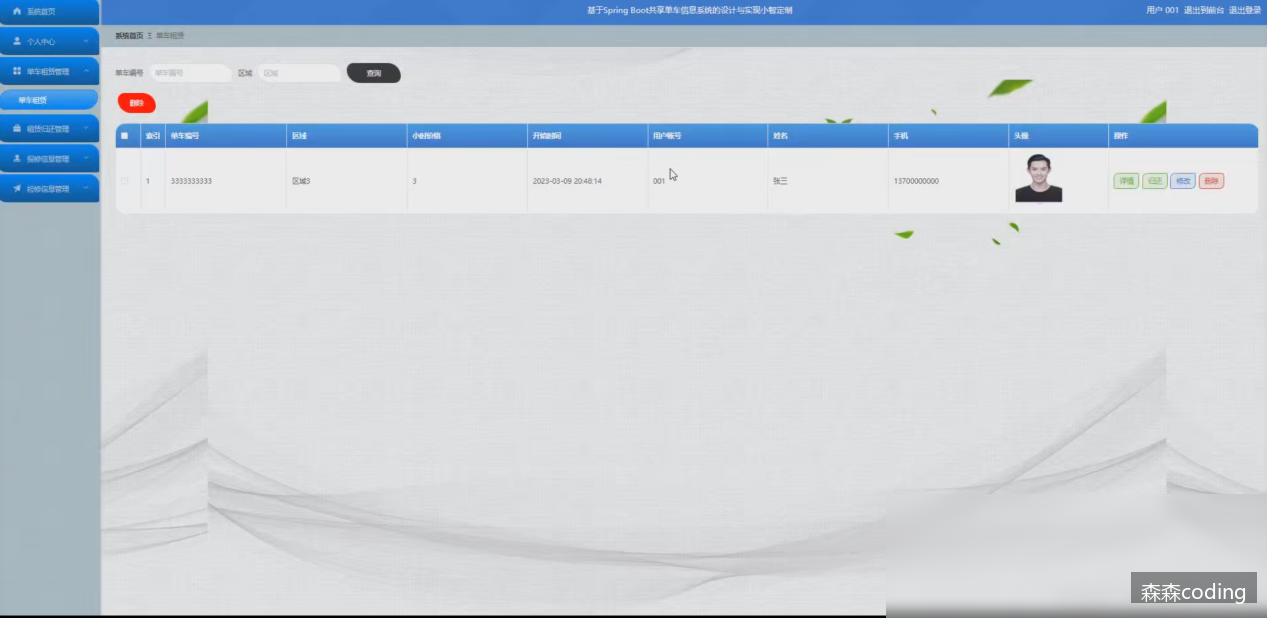 基于Spring Boot共享单车信息系统的设计与实现小智定制
用户 001 退出到前台 退出登录
系统首页
个人中心
单车租赁管理
单车租赁
租赁归还管理
报修信息管理
检修信息管理
系统首页 Ξ 单车租赁
单车编号 单车编号 区域 区域 查询
删除
索引 单车编号 区域 小时价格 开始时间 用户账号 姓名 手机 头像 操作
1 3333333333 区域3 3 2023-03-09 20:48:14 001 张三 13700000000 详情 归还 修改 删除
森森coding